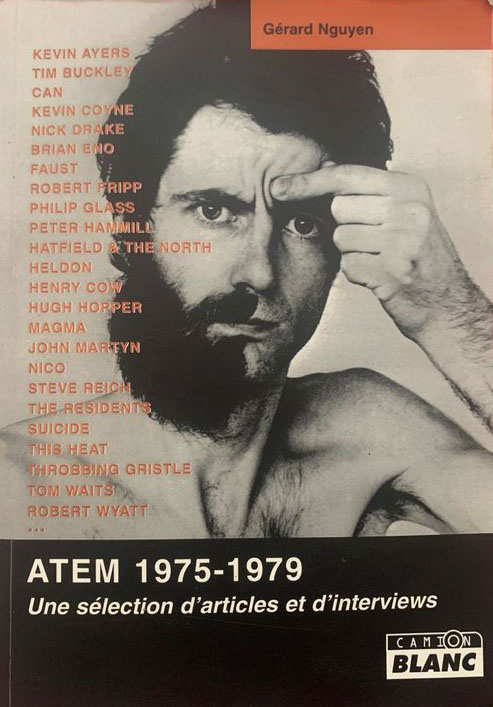 Gérard Nguyen
KEVIN AYERS
TIM BUCKLEY
CAN
KEVIN COYNE
NICK DRAKE
BRIAN ENO
FAUST
ROBERT FRIPP
PHILIP GLASS
PETER HAMMILL
HATFIELD & THE NORTH
HELDON
HENRY COW
HUGH HOPPER
MAGMA
JOHN MARTYN
NICO
STEVE REICH
THE RESIDENTS
SUICIDE
THIS HEAT
THROBBING GRISTLE
TOM WAITS
ROBERT WYATT
...
ATEM 1975-1979
Une sélection d'articles et d'interviews
CAMION
BLANC